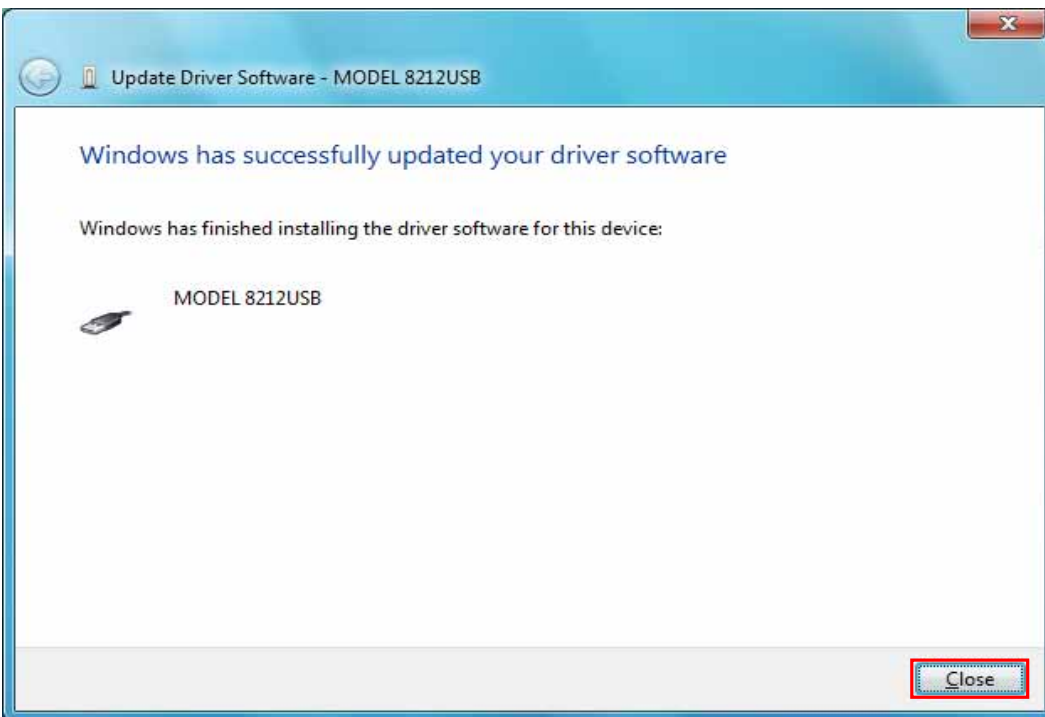 Update Driver Software - MODEL 8212USB
Windows has successfully updated your driver software
Windows has finished installing the driver software for this device:
MODEL 8212USB
Close